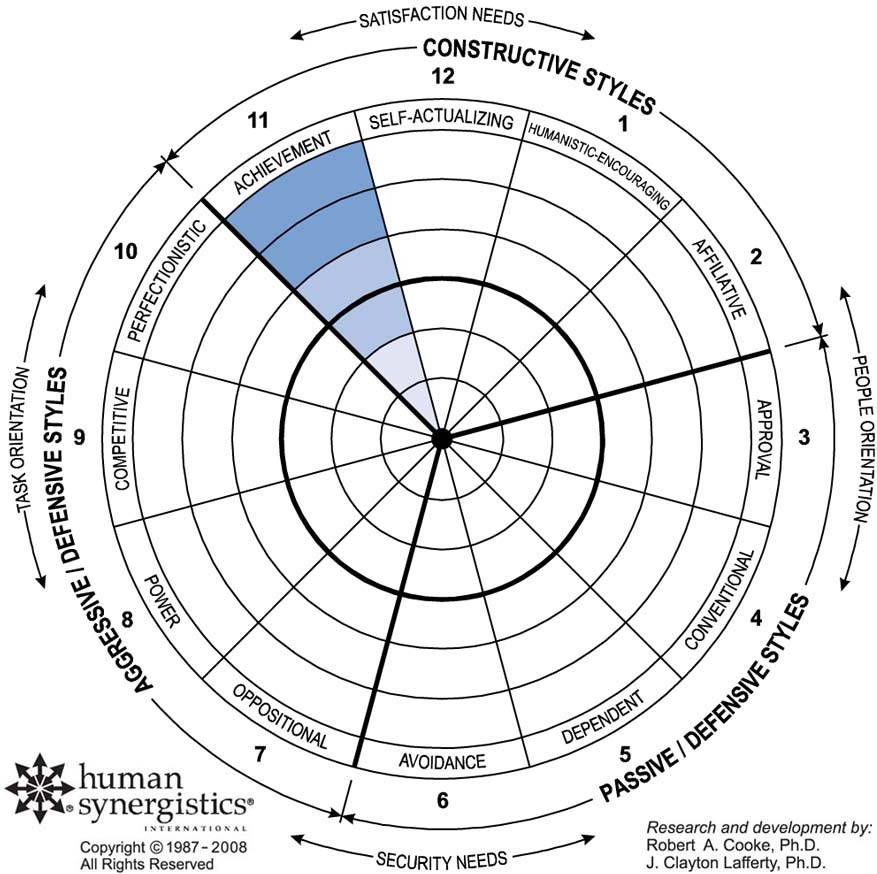 SATISFACTION NEEDS
CONSTRUCTIVE STYLES
12
11
1
SELF-ACTUALIZING
ACHIEVEMENT
HUMANISTIC-ENCOURAGING
10
2
PERFECTIONISTIC
AFFILIATIVE
TASK ORIENTATION
PEOPLE ORIENTATION
AGGRESSIVE / DEFENSIVE STYLES
9
COMPETITIVE
APPROVAL
3
8
POWER
CONVENTIONAL
4
PASSIVE / DEFENSIVE STYLES
OPPOSITIONAL
DEPENDENT
7
AVOIDANCE
5
6
SECURITY NEEDS
human
synergistics®
INTERNATIONAL
Copyright © 1987 - 2008
All Rights Reserved
Research and development by:
Robert A. Cooke, Ph.D.
J. Clayton Lafferty, Ph.D.